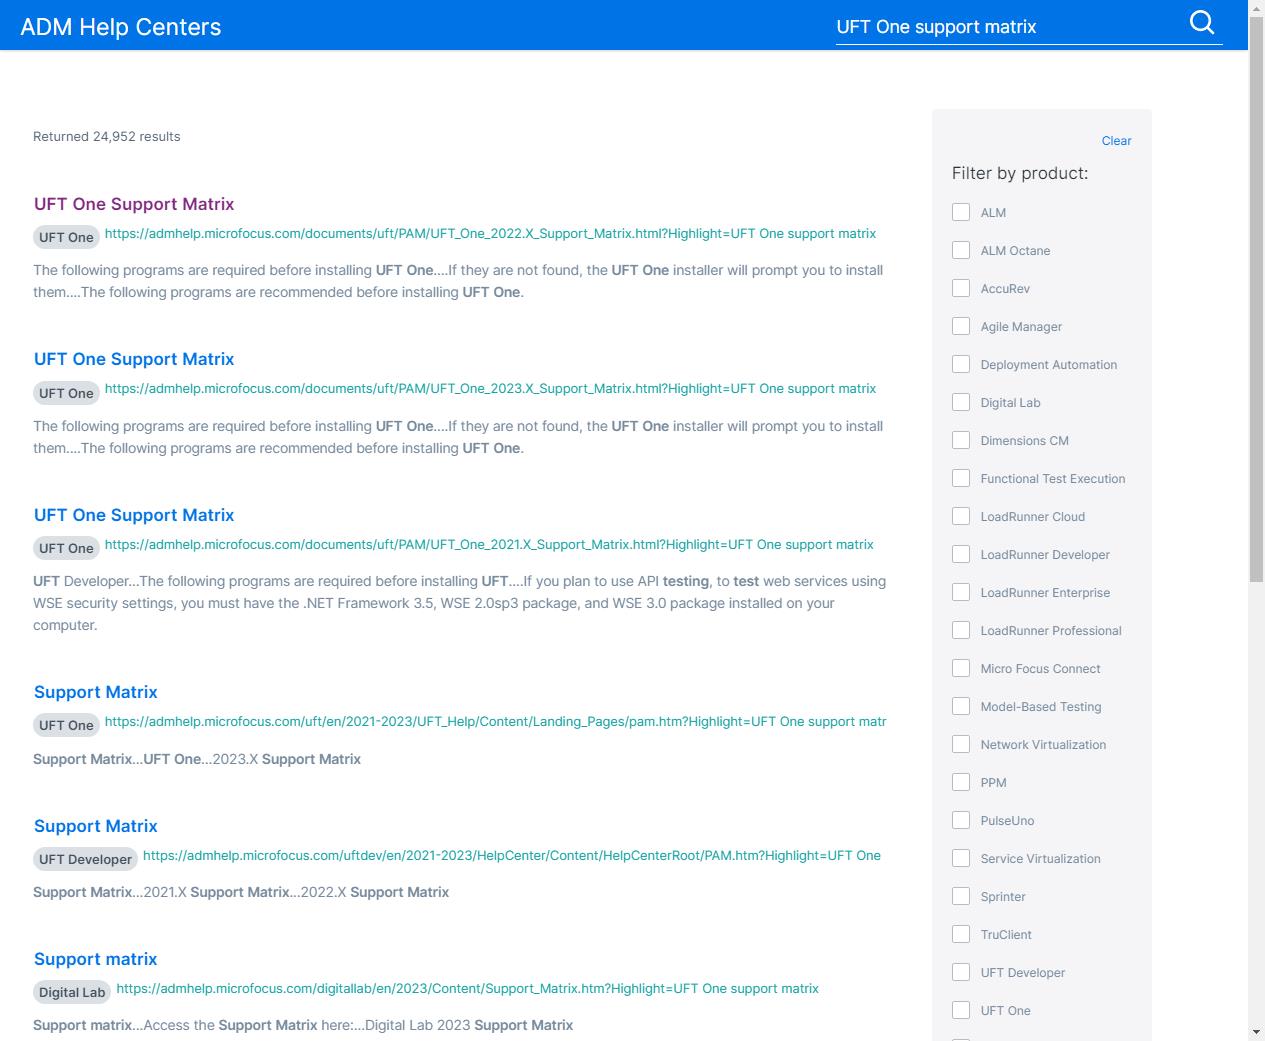 ADM Help Centers
UFT One support matrix
Returned 24,952 results
UFT One Support Matrix
UFT One https://admhelp.microfocus.com/documents/uft/PAM/UFT_One_2022.X_Support_Matrix.html?Highlight=UFT One support matrix
The following programs are required before installing UFT One....If they are not found, the UFT One installer will prompt you to install
them....The following programs are recommended before installing UFT One.
UFT One Support Matrix
UFT One https://admhelp.microfocus.com/documents/uft/PAM/UFT_One_2023.X_Support_Matrix.html?Highlight=UFT One support matrix
The following programs are required before installing UFT One....If they are not found, the UFT One installer will prompt you to install
them....The following programs are recommended before installing UFT One.
UFT One Support Matrix
UFT One https://admhelp.microfocus.com/documents/uft/PAM/UFT_One_2021.X_Support_Matrix.html?Highlight=UFT One support matrix
UFT Developer...The following programs are required before installing UFT....If you plan to use API testing, to test web services using
WSE security settings, you must have the .NET Framework 3.5, WSE 2.0sp3 package, and WSE 3.0 package installed on your
computer.
Support Matrix
UFT One https://admhelp.microfocus.com/uft/en/2021-2023/UFT_Help/Content/Landing_Pages/pam.htm?Highlight=UFT One support matr
Support Matrix...UFT One...2023.X Support Matrix
Support Matrix
UFT Developer https://admhelp.microfocus.com/uftdev/en/2021-2023/HelpCenter/Content/HelpCenterRoot/PAM.htm?Highlight=UFT One
Support Matrix...2021.X Support Matrix...2022.X Support Matrix
Support matrix
Digital Lab https://admhelp.microfocus.com/digitallab/en/2023/Content/Support_Matrix.htm?Highlight=UFT One support matrix
Support matrix...Access the Support Matrix here:...Digital Lab 2023 Support Matrix
Clear
Filter by product:
ALM
ALM Octane
AccuRev
Agile Manager
Deployment Automation
Digital Lab
Dimensions CM
Functional Test Execution
LoadRunner Cloud
LoadRunner Developer
LoadRunner Enterprise
LoadRunner Professional
Micro Focus Connect
Model-Based Testing
Network Virtualization
PPM
PulseUno
Service Virtualization
Sprinter
TruClient
UFT Developer
UFT One